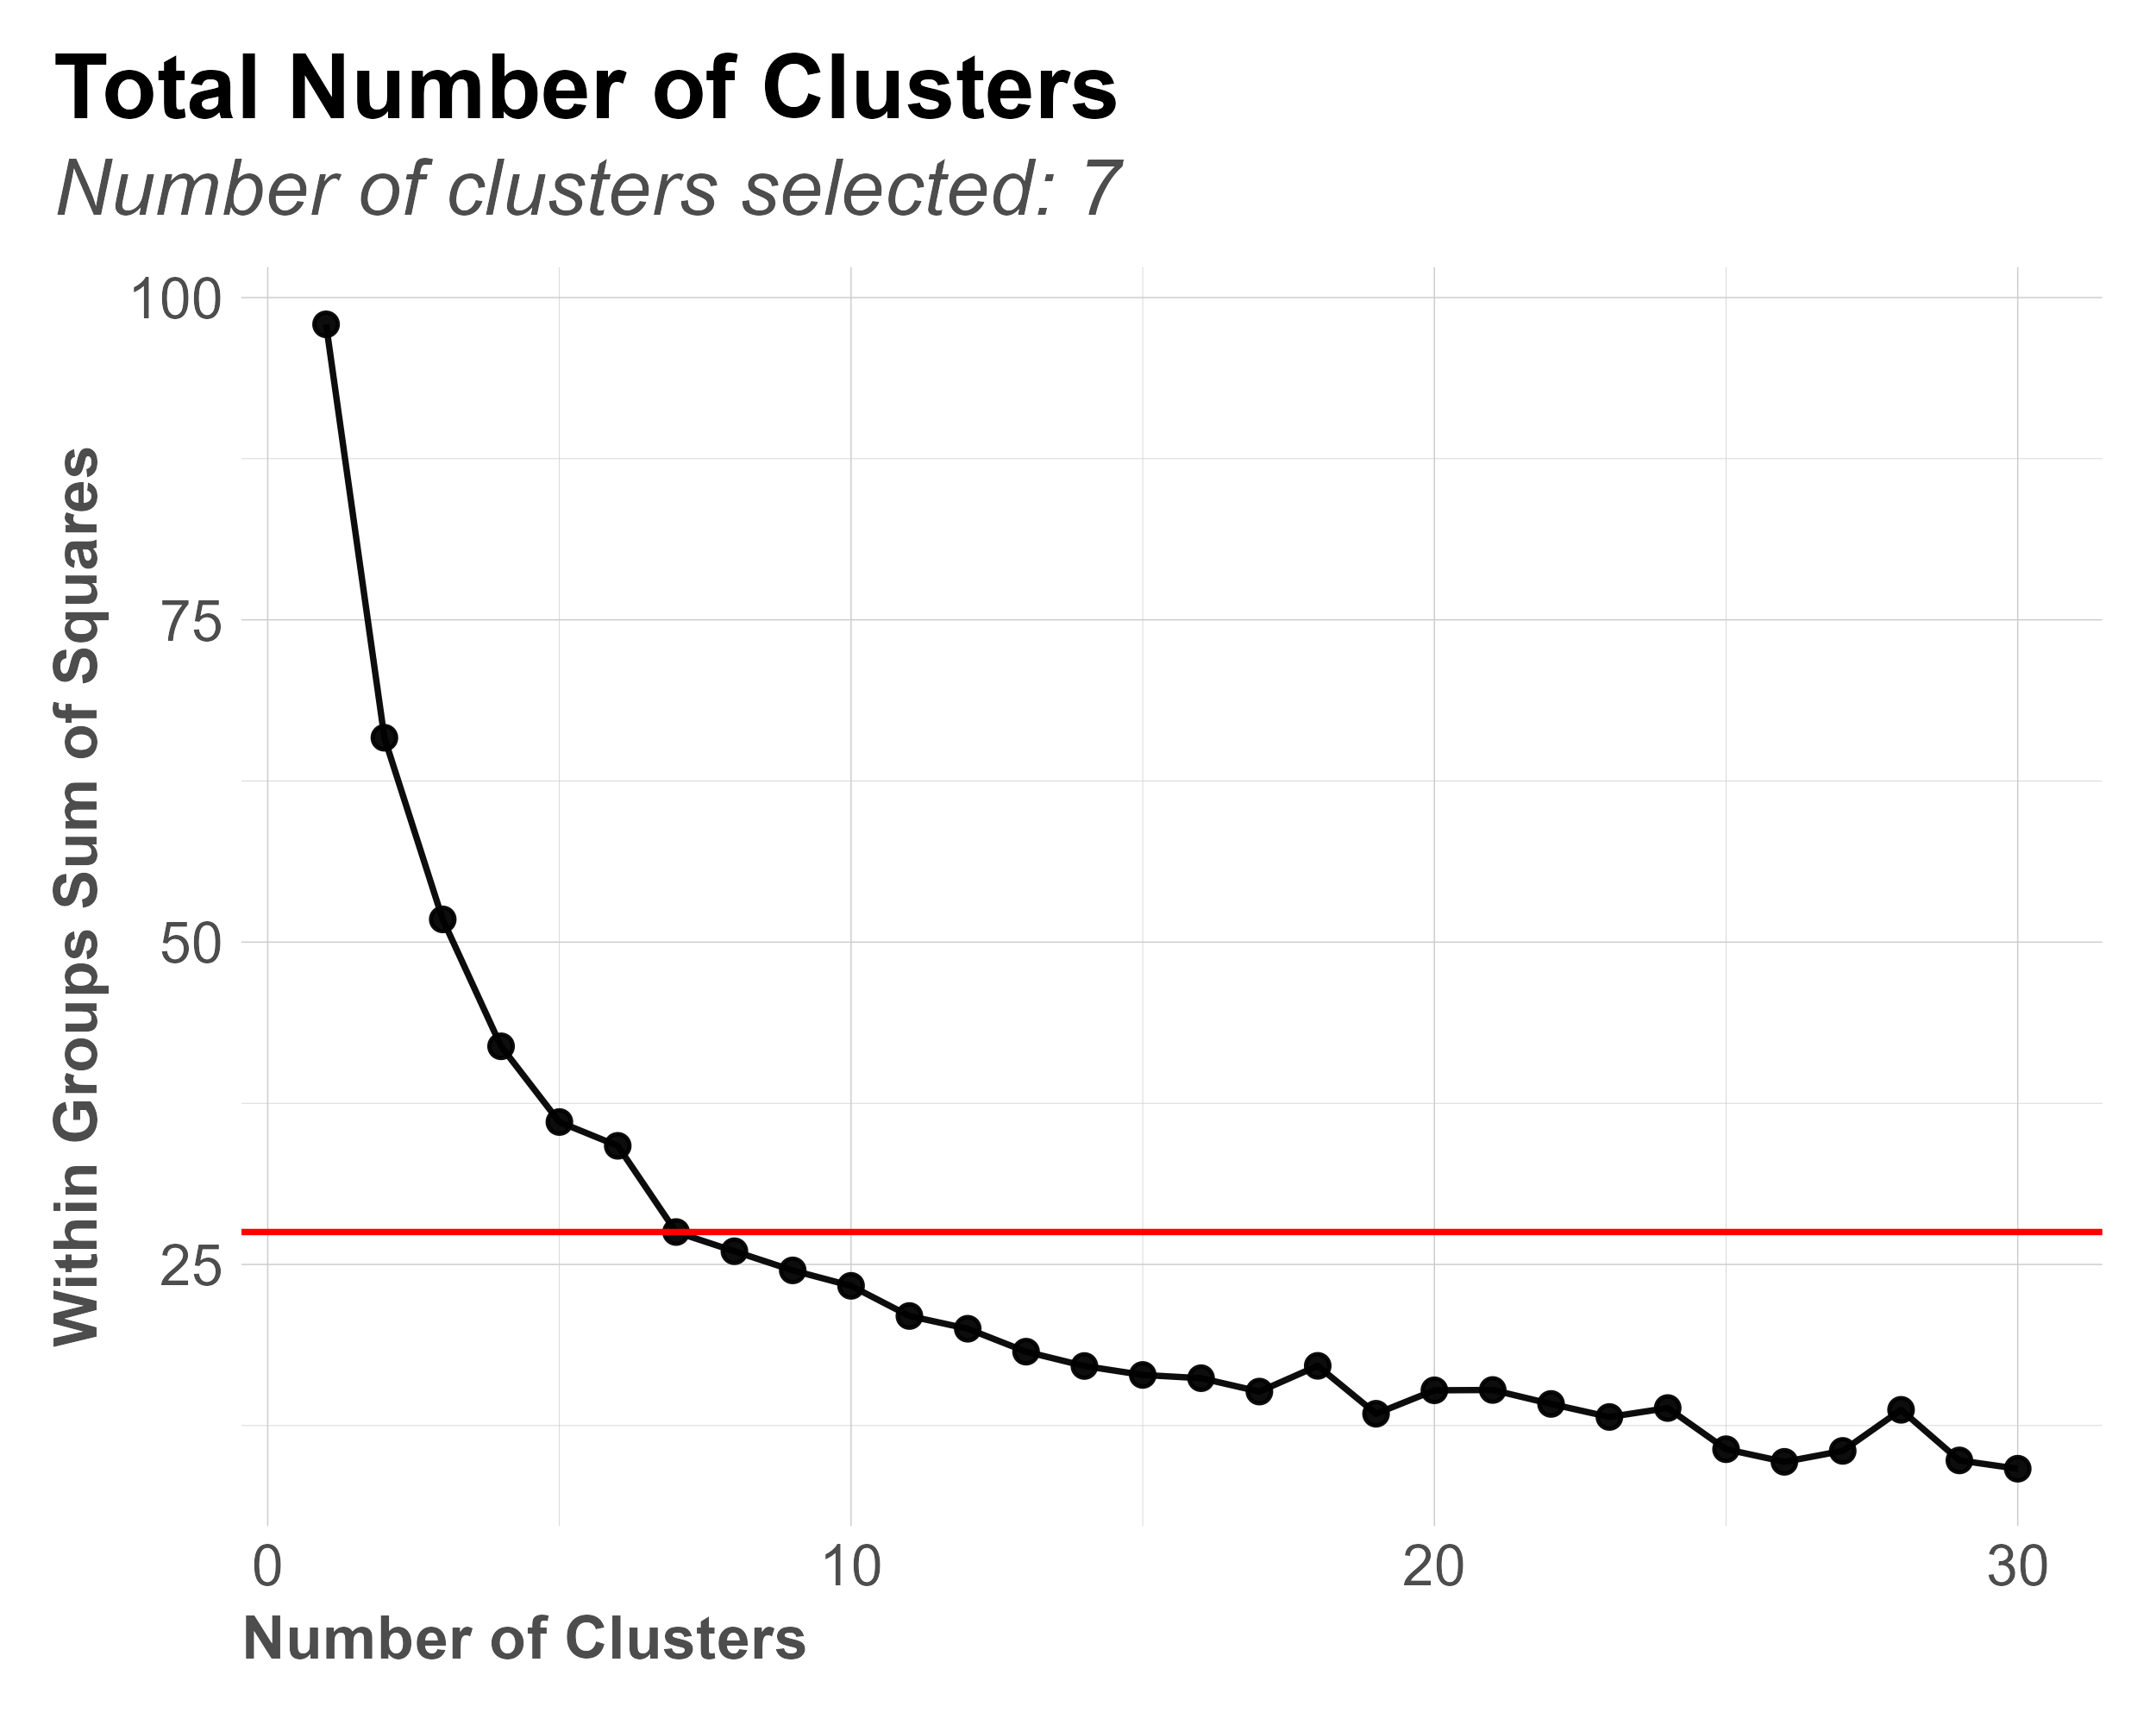 Total Number of Clusters
Number of clusters selected: 7
Within Groups Sum of Squares
100
75
50
25
0 10 20 30
Number of Clusters